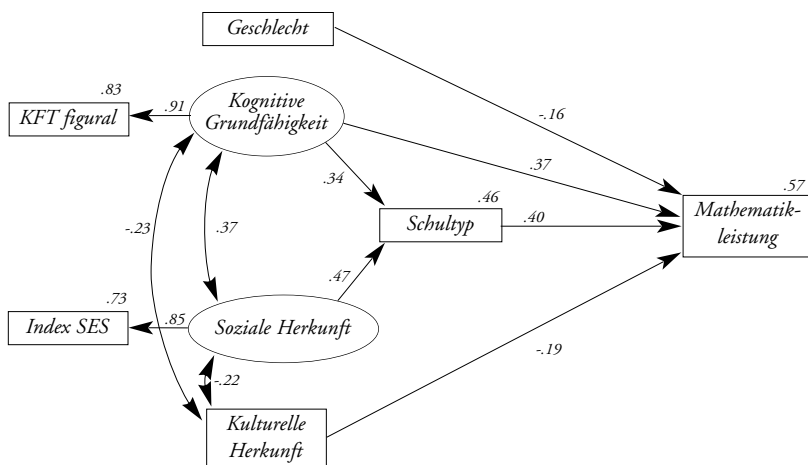 Geschlecht
.83
KFT figural
.91
Kognitive
Grundfähigkeit
-.16
.37
.57
Mathematik-
leistung
.34
.46
Schultyp
.40
-.23
.37
.47
.73
Index SES
.85
Soziale Herkunft
-.19
-.22
Kulturelle
Herkunft